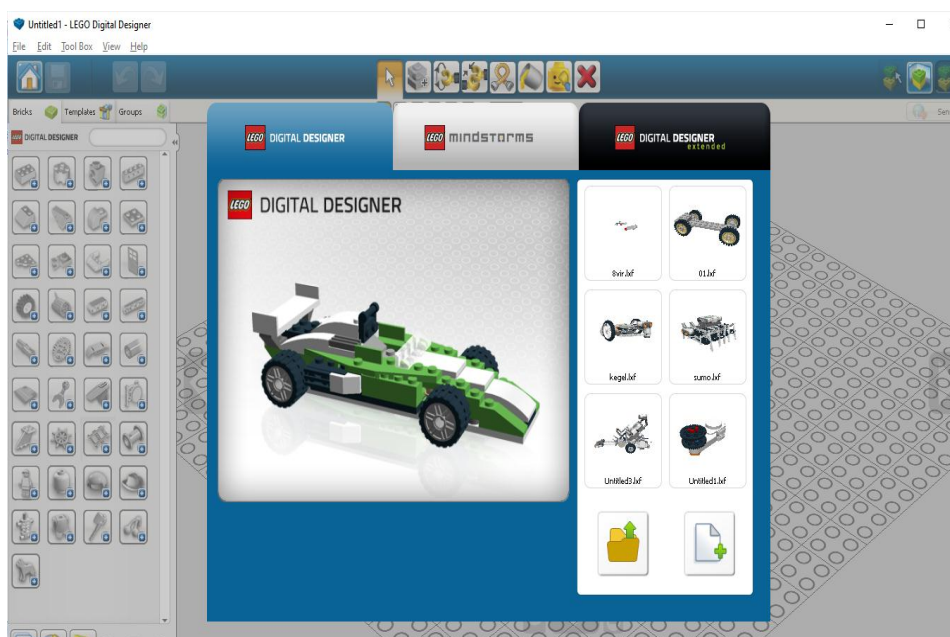 Untitled1 - LEGO Digital Designer
File Edit Tool Box View Help
Bricks Templates Groups
LEGO DIGITAL DESIGNER
LEGO DIGITAL DESIGNER
LEGO mindstorms
LEGO DIGITAL DESIGNER
extended
Sen
LEGO DIGITAL DESIGNER
8vir.lxf
01.lxf
kegel.lxf
sumo.lxf
Untitled3.lxf
Untitled1.lxf